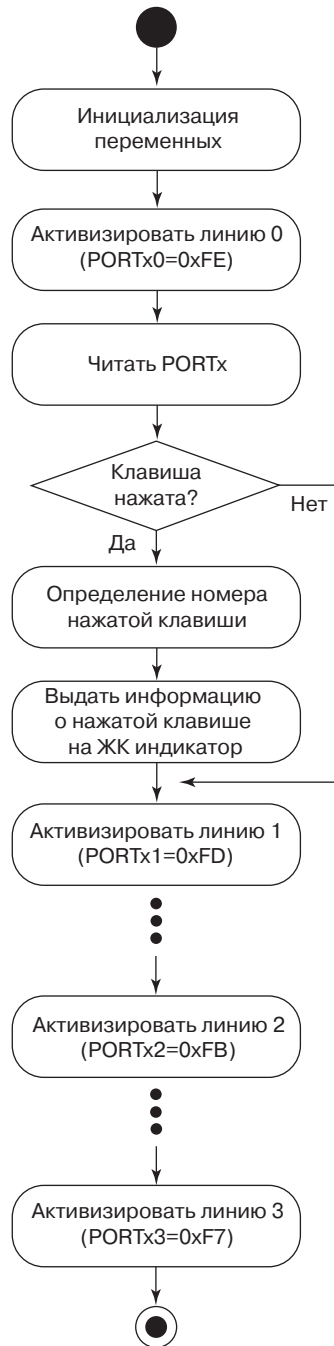 Инициализация
переменных
Активизировать линию 0
(PORTx0=0xFE)
Читать PORTx
Клавиша
нажата?
Нет
Да
Определение номера
нажатой клавиши
Выдать информацию
о нажатой клавише
на ЖК индикатор
Активизировать линию 1
(PORTx1=0xFD)
Активизировать линию 2
(PORTx2=0xFB)
Активизировать линию 3
(PORTx3=0xF7)